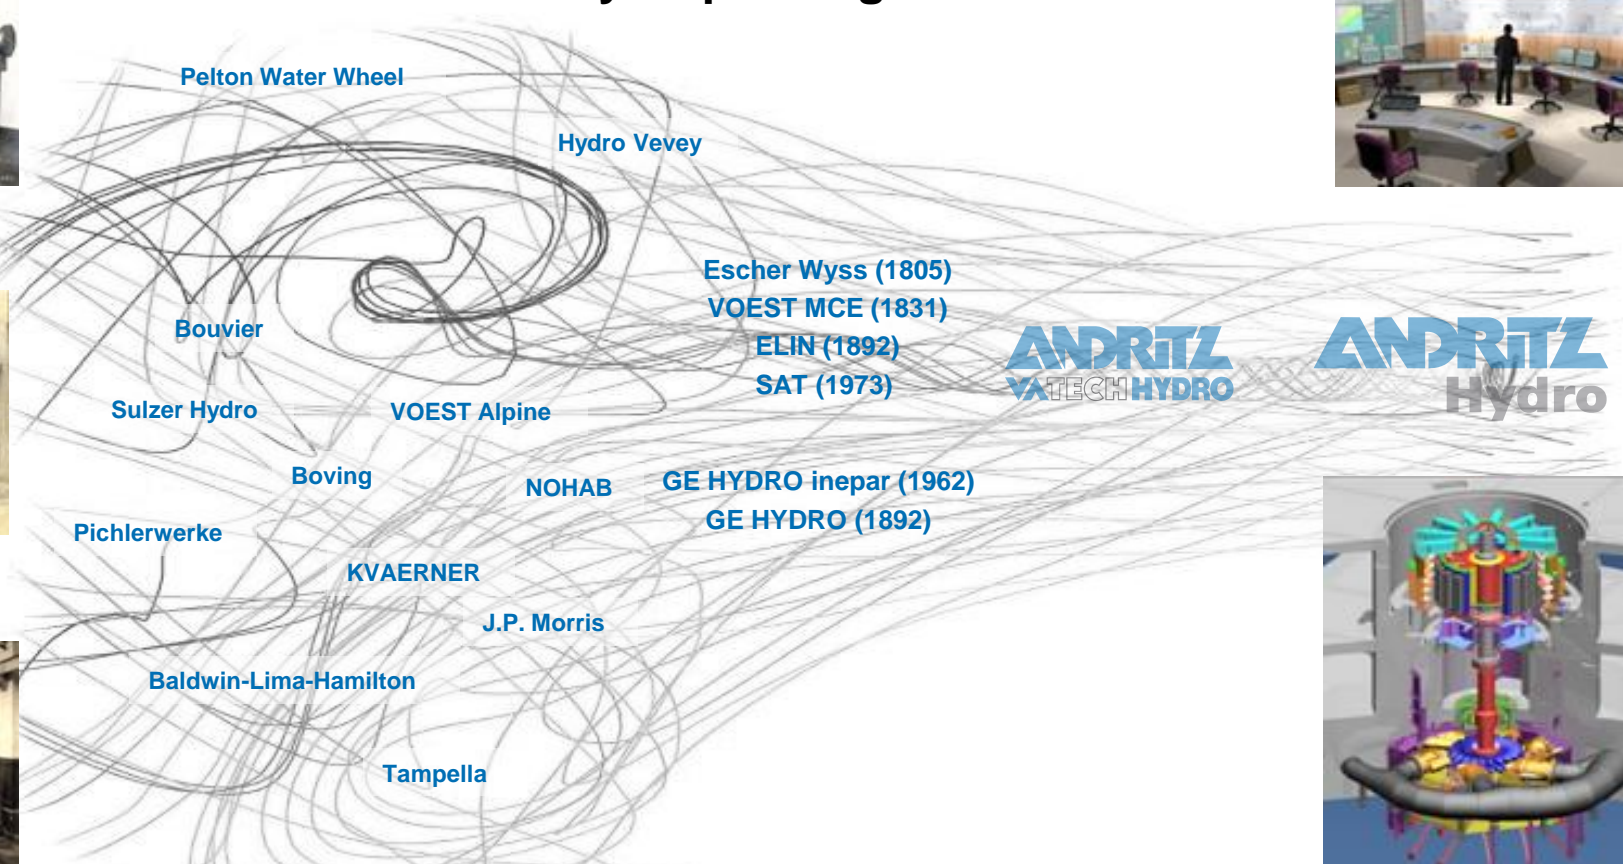 Pelton Water Wheel
Hydro Vevey
Escher Wyss (1805)
VOEST MCE (1831)
ELIN (1892)
SAT (1973)
Bouvier
Sulzer Hydro
VOEST Alpine
ANDRITZ
VATECH HYDRO
ANDRITZ
Hydro
Boving
NOHAB
GE HYDRO inepar (1962)
GE HYDRO (1892)
Pichlerwerke
KVAERNER
J.P. Morris
Baldwin-Lima-Hamilton
Tampella